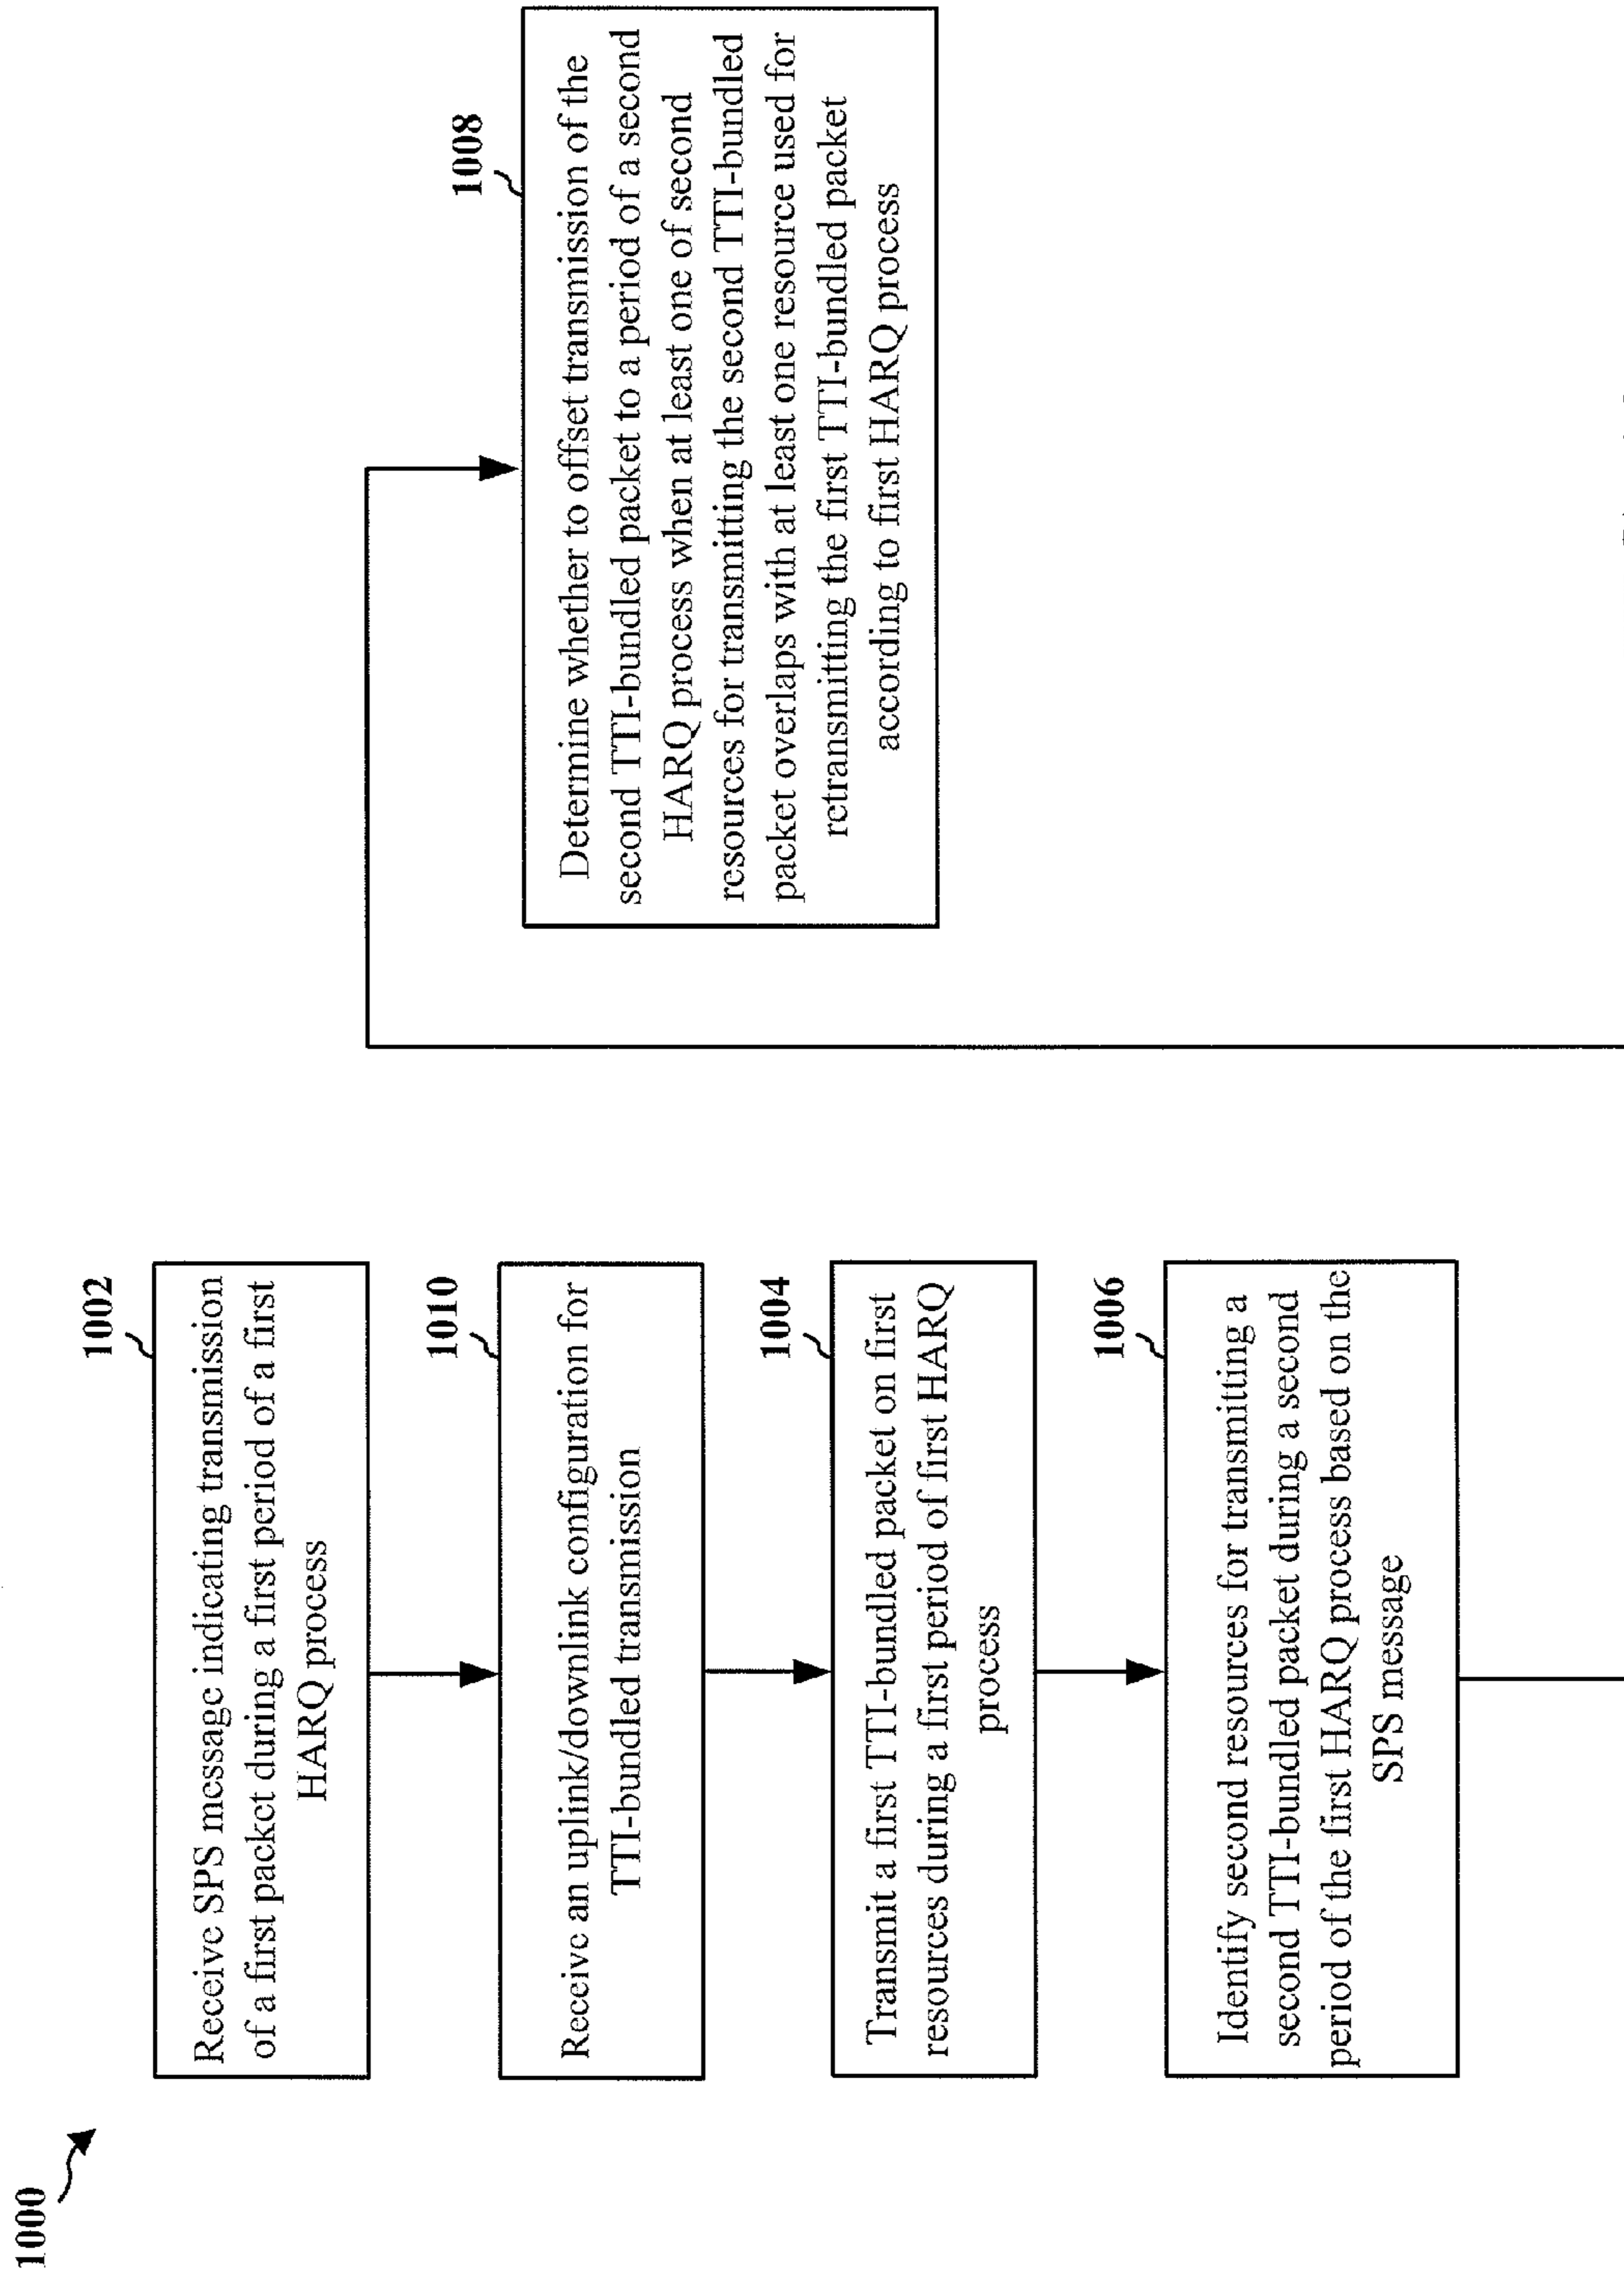 1000
1002
Receive SPS message indicating transmission
of a first packet during a first period of a first
HARQ process
1010
Receive an uplink/downlink configuration for
TTI-bundled transmission
1004
Transmit a first TTI-bundled packet on first
resources during a first period of first HARQ
process
1006
Identify second resources for transmitting a
second TTI-bundled packet during a second
period of the first HARQ process based on the
SPS message
1008
Determine whether to offset transmission of the
second TTI-bundled packet to a period of a second
HARQ process when at least one of second
resources for transmitting the second TTI-bundled
packet overlaps with at least one resource used for
retransmitting the first TTI-bundled packet
according to first HARQ process